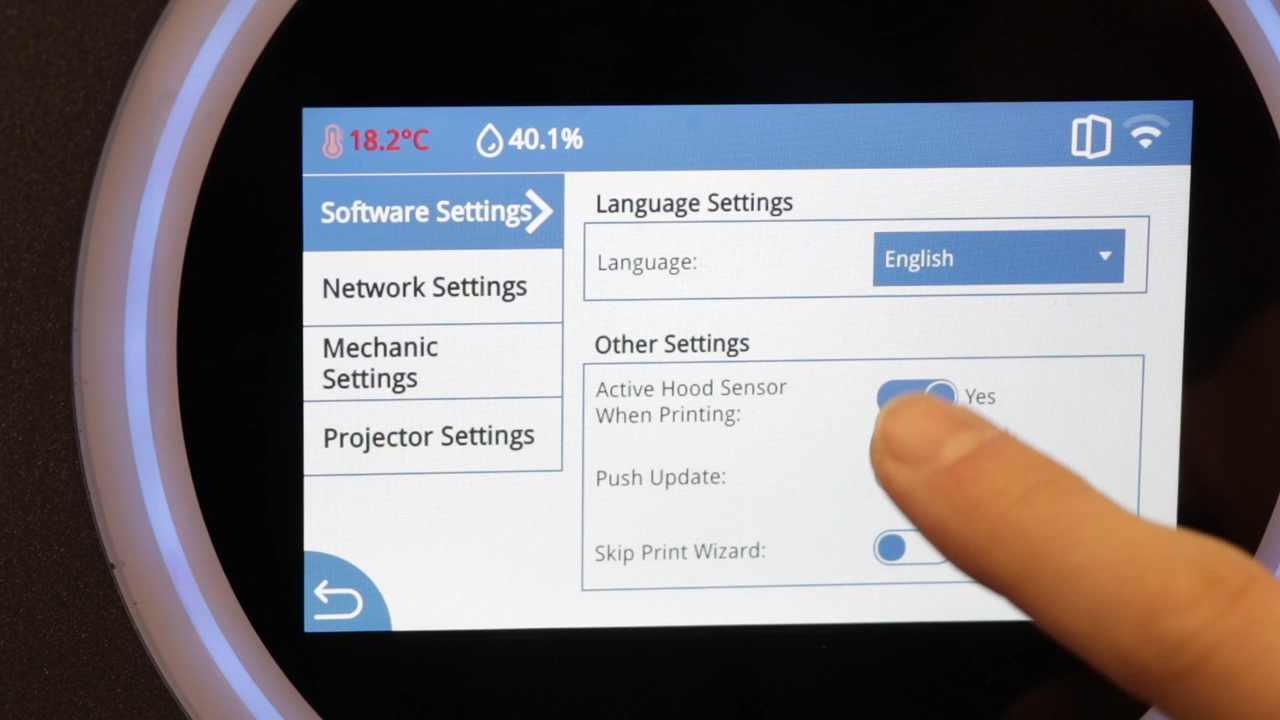 18.2°C 40.1%
Software Settings
Network Settings
Mechanic
Settings
Projector Settings
Language Settings
Language: English
Other Settings
Active Hood Sensor
When Printing: Yes
Push Update:
Skip Print Wizard: